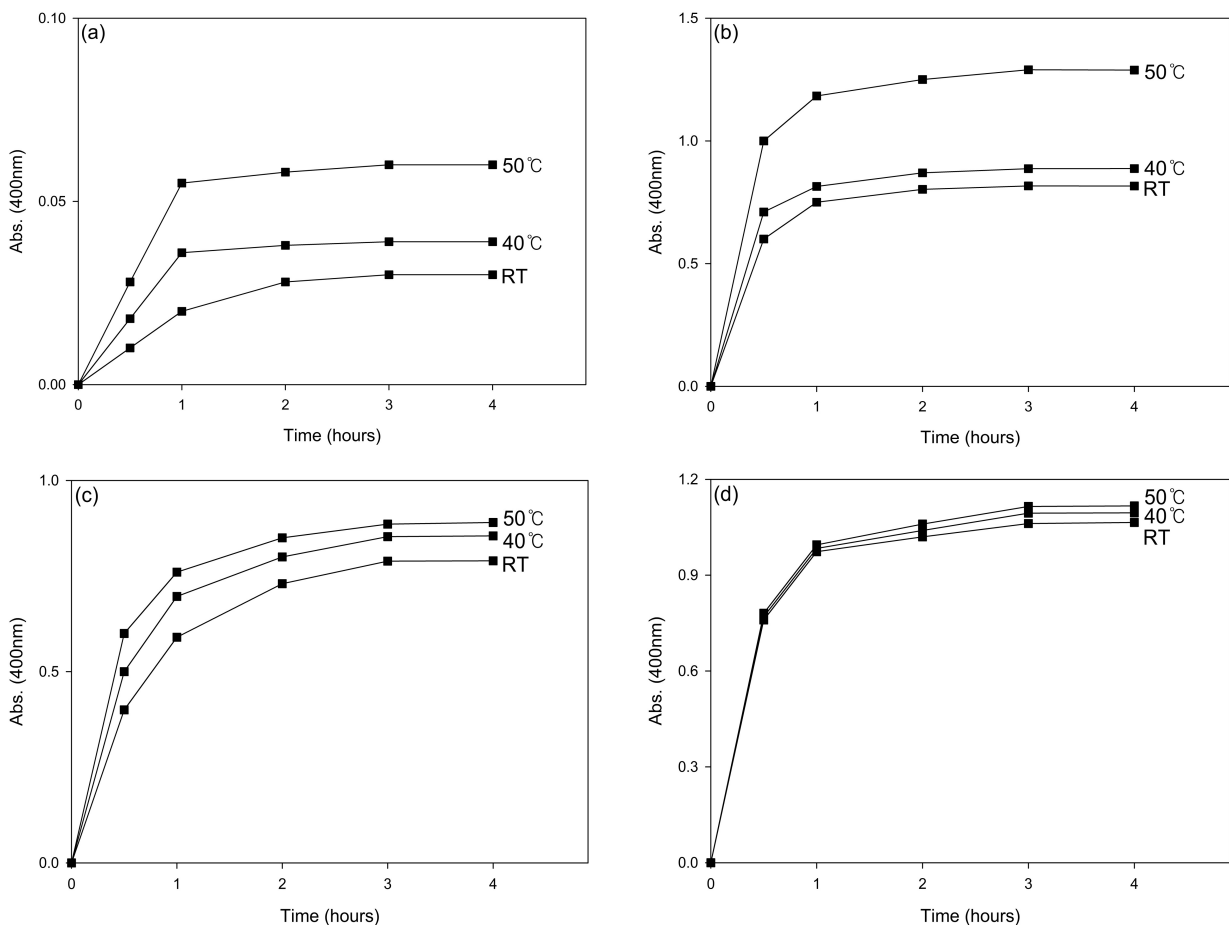 (a)
0.10
0.05
0.00
Abs. (400nm)
50℃
40℃
RT
0 1 2 3 4
Time (hours)
(b)
1.5
1.0
0.5
0.0
Abs. (400nm)
50℃
40℃
RT
0 1 2 3 4
Time (hours)
(c)
1.0
0.5
0.0
Abs. (400nm)
50℃
40℃
RT
0 1 2 3 4
Time (hours)
(d)
1.2
0.9
0.6
0.3
0.0
Abs. (400nm)
50℃
40℃
RT
0 1 2 3 4
Time (hours)